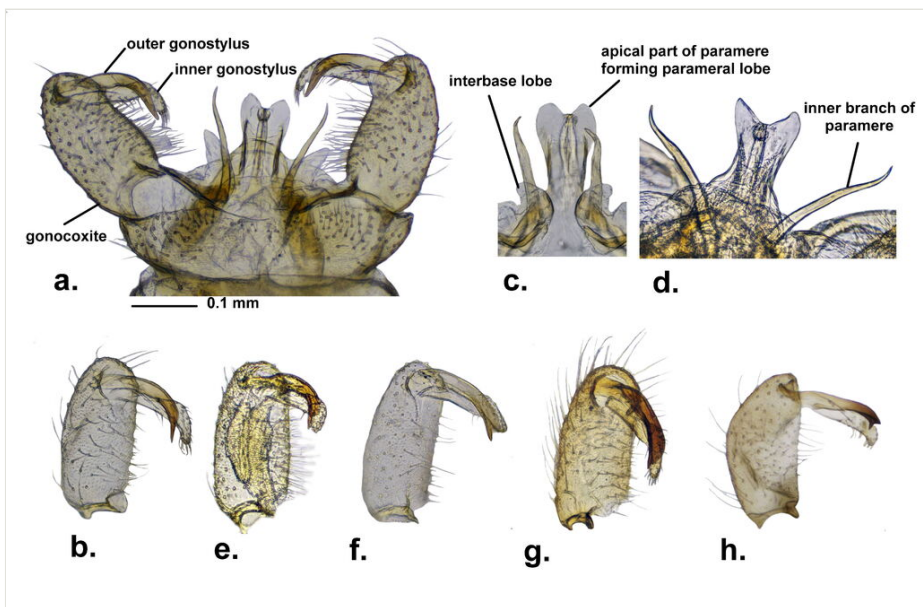 outer gonostylus
inner gonostylus
gonocoxite
a.
0.1 mm
interbase lobe
apical part of paramere
forming parameral lobe
c.
inner branch of
paramere
d.
b.
e.
f.
g.
h.